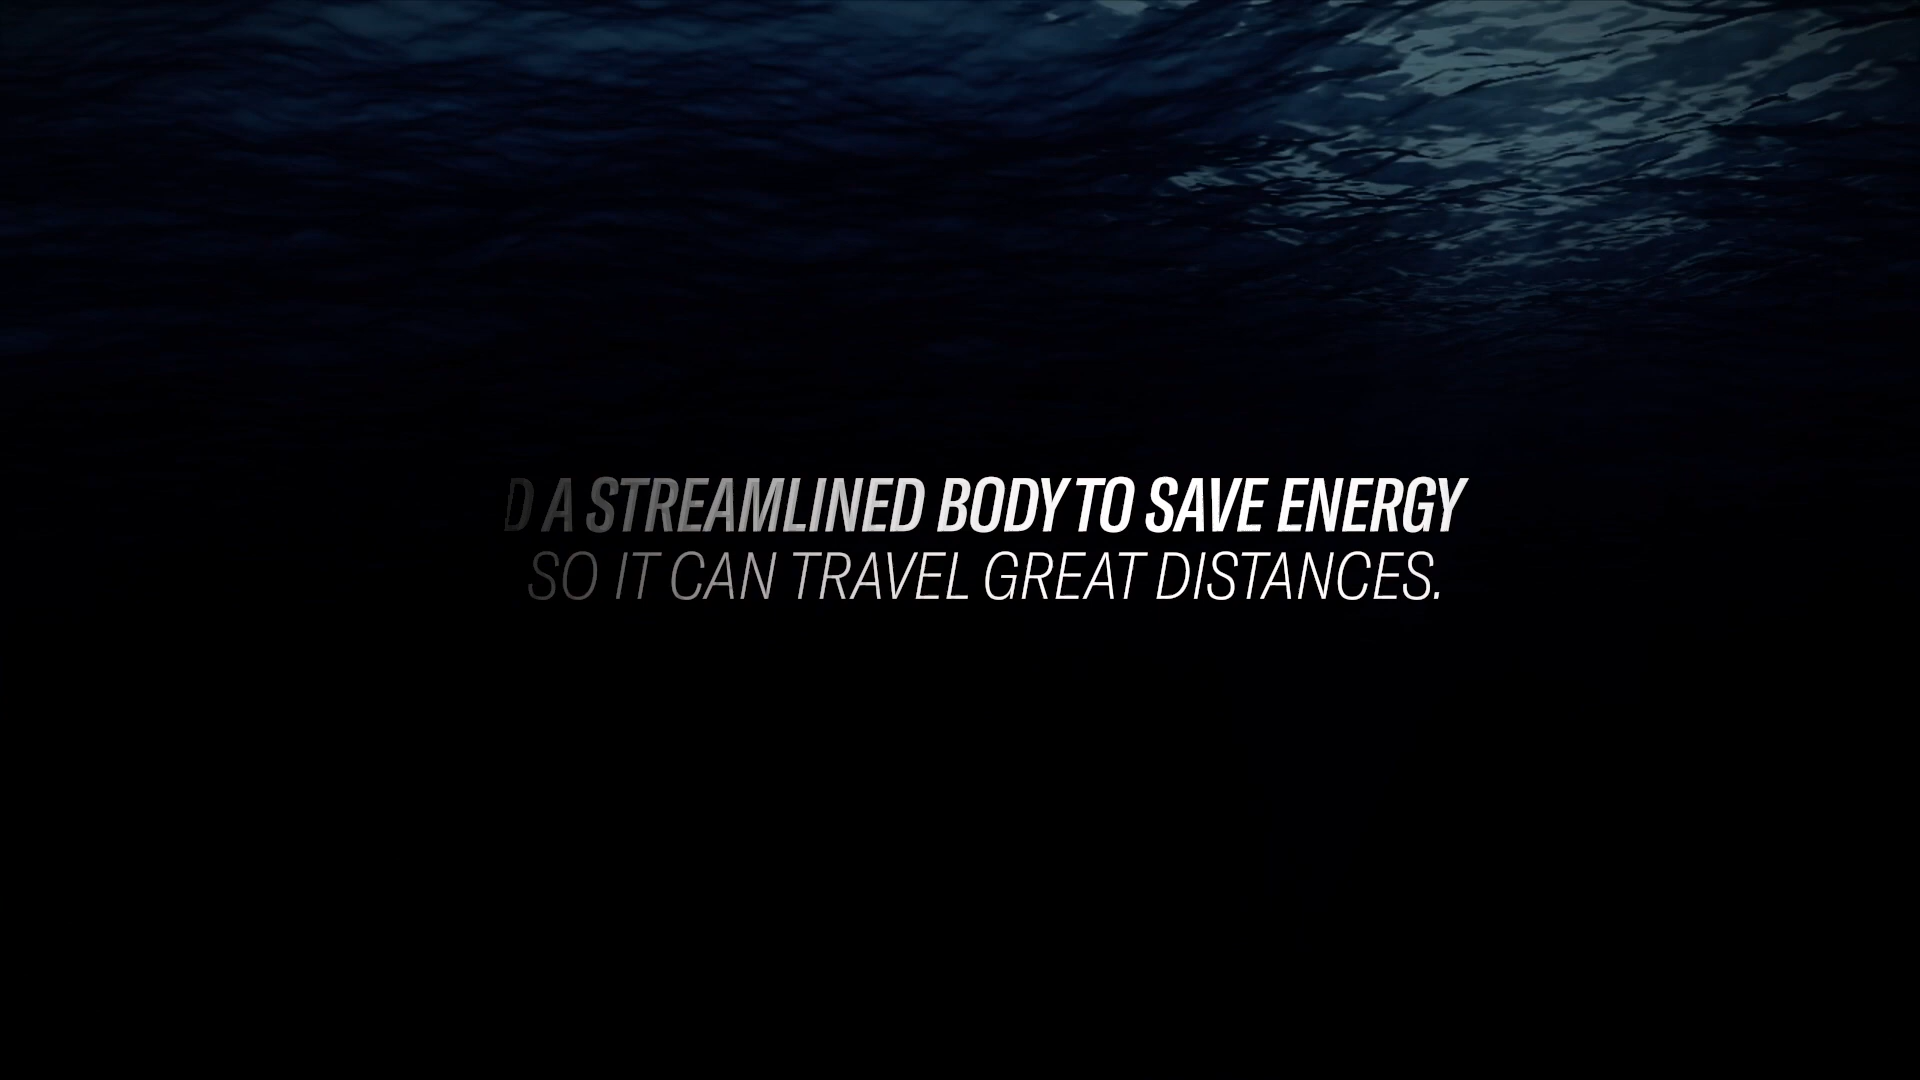 A STREAMLINED BODY TO SAVE ENERGY
SO IT CAN TRAVEL GREAT DISTANCES.